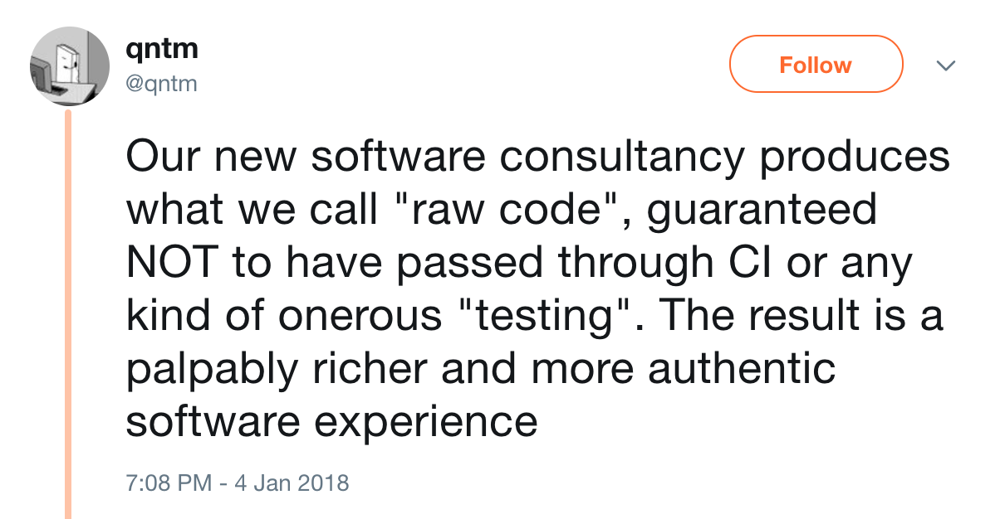 qntm
@qntm
Follow
Our new software consultancy produces
what we call "raw code", guaranteed
NOT to have passed through CI or any
kind of onerous "testing". The result is a
palpably richer and more authentic
software experience
7:08 PM - 4 Jan 2018